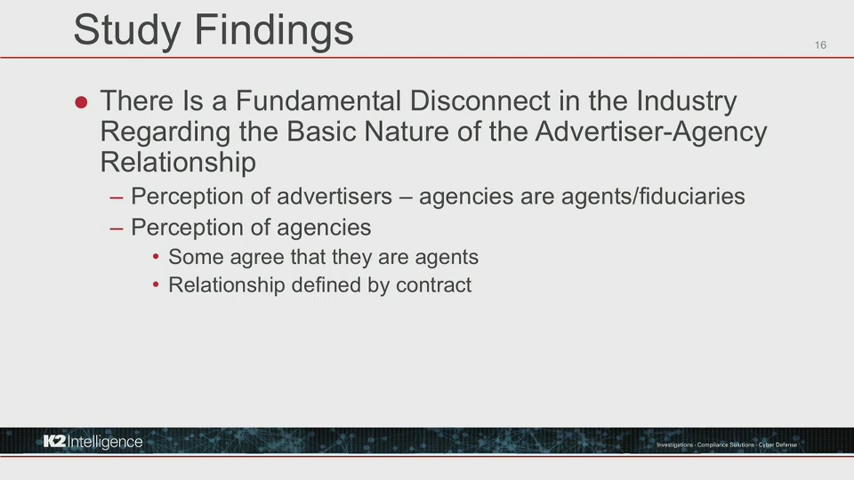 Study Findings
16
● There Is a Fundamental Disconnect in the Industry
Regarding the Basic Nature of the Advertiser-Agency
Relationship
– Perception of advertisers – agencies are agents/fiduciaries
– Perception of agencies
• Some agree that they are agents
• Relationship defined by contract
K2Intelligence
Investigations · Compliance Solutions · Cyber Defense